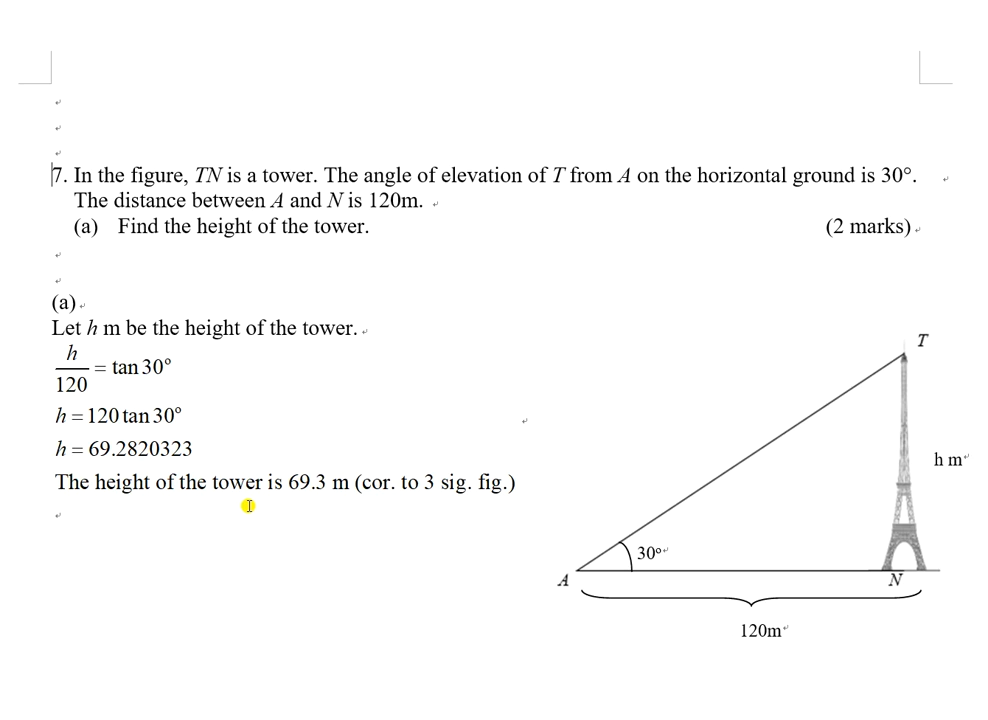 7. In the figure, TN is a tower. The angle of elevation of T from A on the horizontal ground is 30°.
The distance between A and N is 120m.
(a) Find the height of the tower. (2 marks)
(a)
Let h m be the height of the tower.
h/120 = tan 30°
h = 120 tan 30°
h = 69.2820323
The height of the tower is 69.3 m (cor. to 3 sig. fig.)
T
h m
30°
A
N
120m